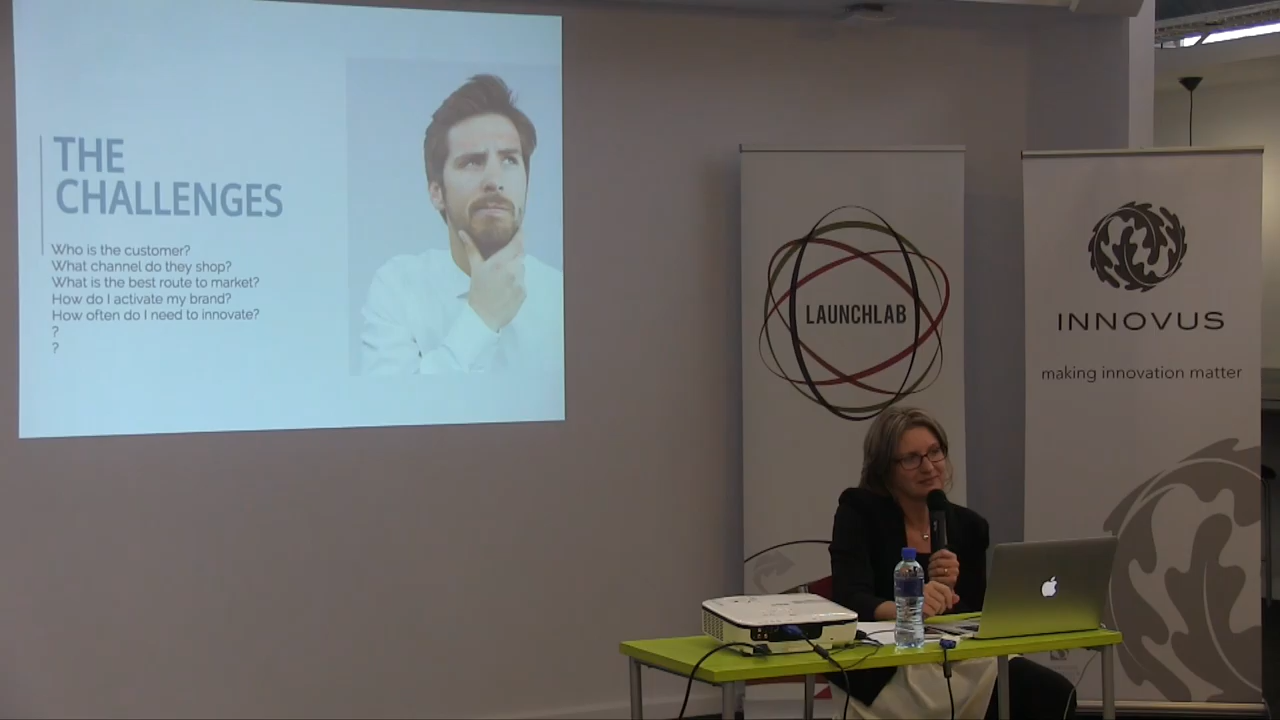 THE
CHALLENGES
Who is the customer?
What channel do they shop?
What is the best route to market?
How do I activate my brand?
How often do I need to innovate?
?
?
LAUNCHLAB
INNOVUS
making innovation matter